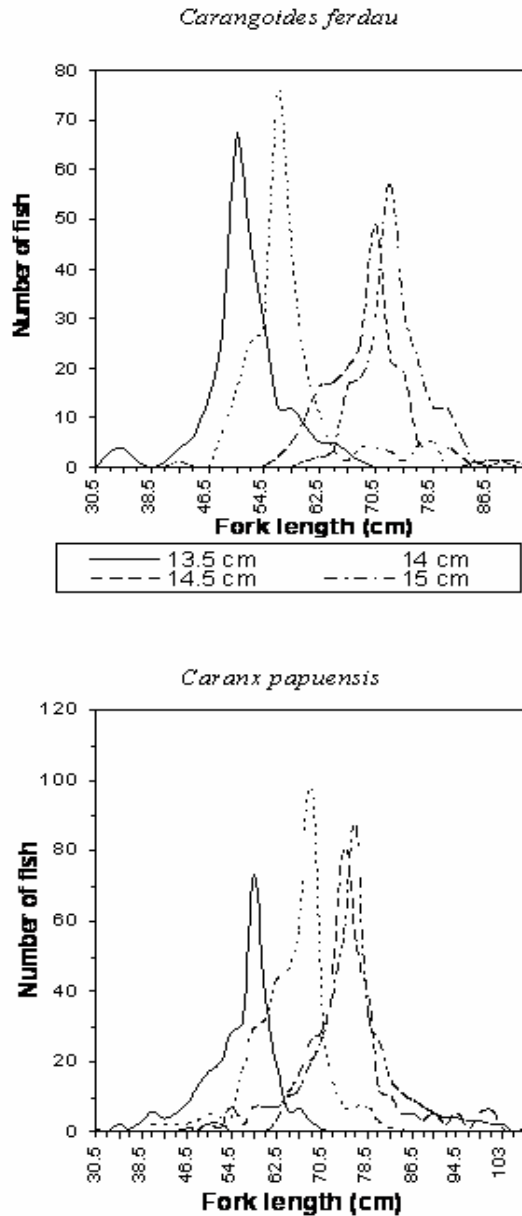 Carangoides ferdau
80
70
60
50
40
30
20
10
0
Number of fish
30.5 38.5 46.5 54.5 62.5 70.5 78.5 86.5
Fork length (cm)
13.5 cm 14 cm
14.5 cm 15 cm
Caranx papuensis
120
100
80
60
40
20
0
Number of fish
30.5 38.5 46.5 54.5 62.5 70.5 78.5 86.5 94.5 103
Fork length (cm)